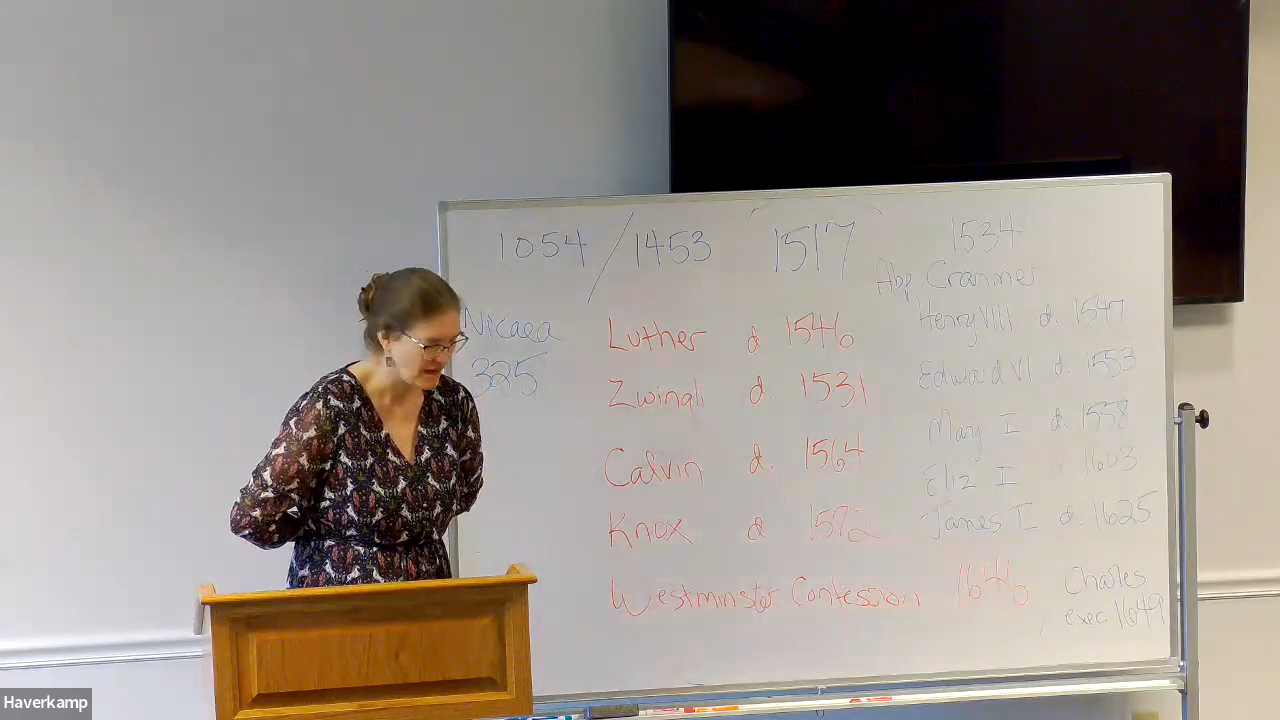 1054 / 1453 1517 1534
Abp Cranmer
Nicaea
325
Luther d 1546
Zwingli d. 1531
Calvin d. 1564
Knox d 1572
Westminster Confession 1646
Henry VIII d. 1547
Edward VI d. 1553
Mary I d. 1558
Eliz I 1603
James I d. 1625
Charles
exec 1649
Haverkamp